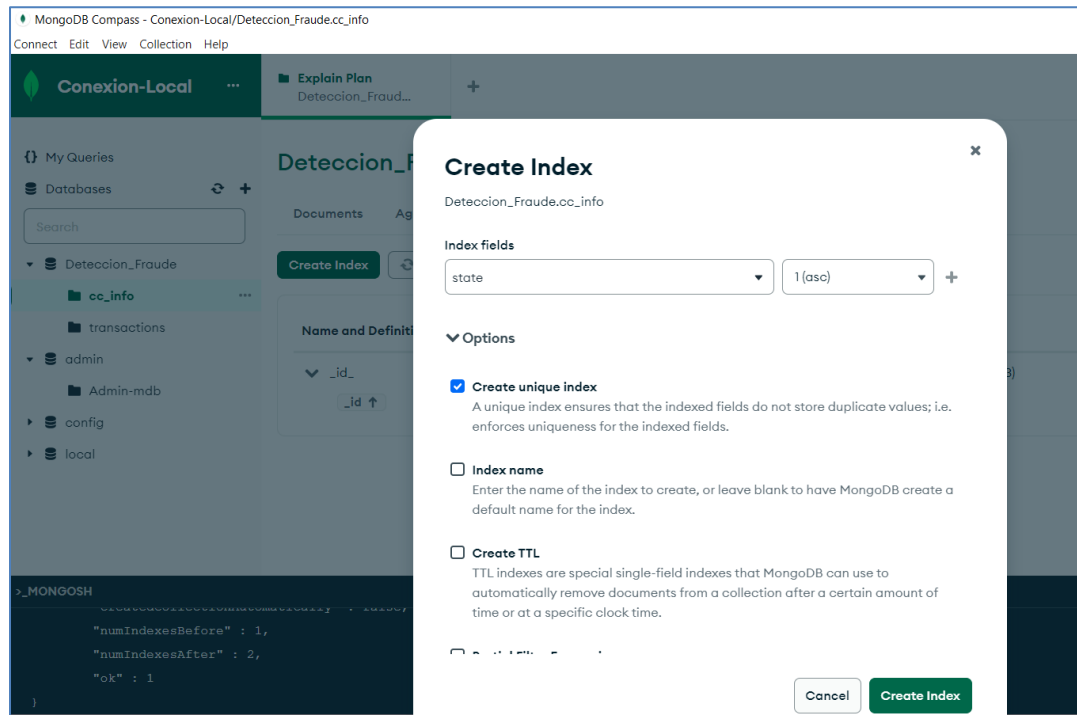 MongoDB Compass - Conexion-Local/Deteccion_Fraude.cc_info
Connect Edit View Collection Help
Conexion-Local ...
Explain Plan
Deteccion_Fraud...
{} My Queries
Databases
Search
Deteccion_Fraude
cc_info ...
transactions
admin
Admin-mdb
config
local
Deteccion_F
Documents Ag
Create Index
Name and Definiti
_id_
_id ↑
Create Index
Deteccion_Fraude.cc_info
Index fields
state
1 (asc)
Options
Create unique index
A unique index ensures that the indexed fields do not store duplicate values; i.e.
enforces uniqueness for the indexed fields.
Index name
Enter the name of the index to create, or leave blank to have MongoDB create a
default name for the index.
Create TTL
TTL indexes are special single-field indexes that MongoDB can use to
automatically remove documents from a collection after a certain amount of
time or at a specific clock time.
Cancel
Create Index
>_MONGOSH
"numIndexesBefore" : 1,
"numIndexesAfter" : 2,
"ok" : 1
}